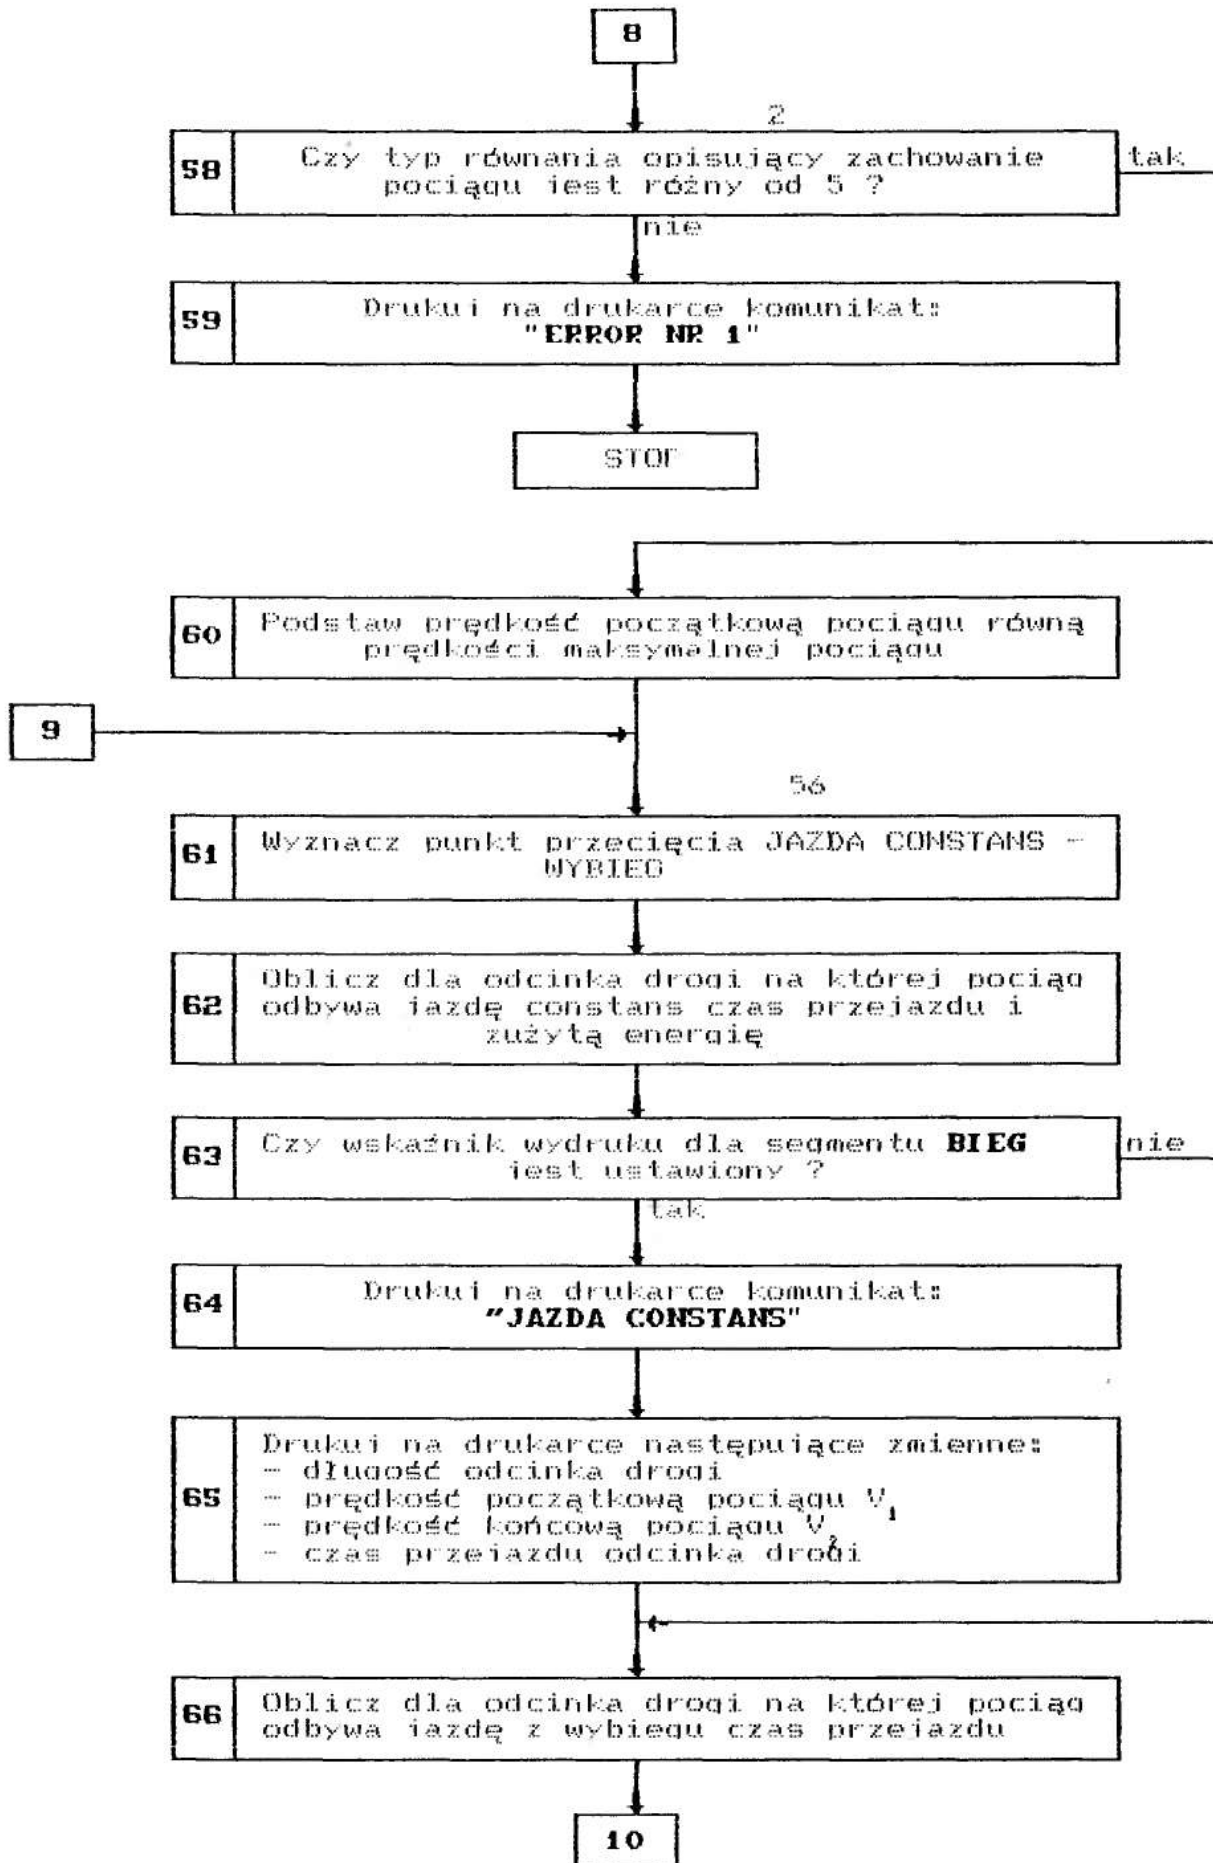 8
2
58 Czy typ równania opisujący zachowanie tak
pociągu jest różny od 5 ?
nie
59 Drukuj na drukarce komunikat:
"ERROR NR 1"
STOP
60 Podstaw prędkość początkową pociągu równą
prędkości maksymalnej pociągu
9
56
61 Wyznacz punkt przecięcia JAZDA CONSTANS -
WYBIEG
62 Oblicz dla odcinka drogi na której pociąg
odbywa jazdę constans czas przejazdu i
zużytą energię
63 Czy wskaźnik wydruku dla segmentu BIEG nie
jest ustawiony ?
tak
64 Drukuj na drukarce komunikat:
"JAZDA CONSTANS"
65 Drukuj na drukarce następujące zmienne:
- długość odcinka drogi
- prędkość początkową pociągu V1
- prędkość końcową pociągu V2
- czas przejazdu odcinka drogi
66 Oblicz dla odcinka drogi na której pociąg
odbywa jazdę z wybiegu czas przejazdu
10